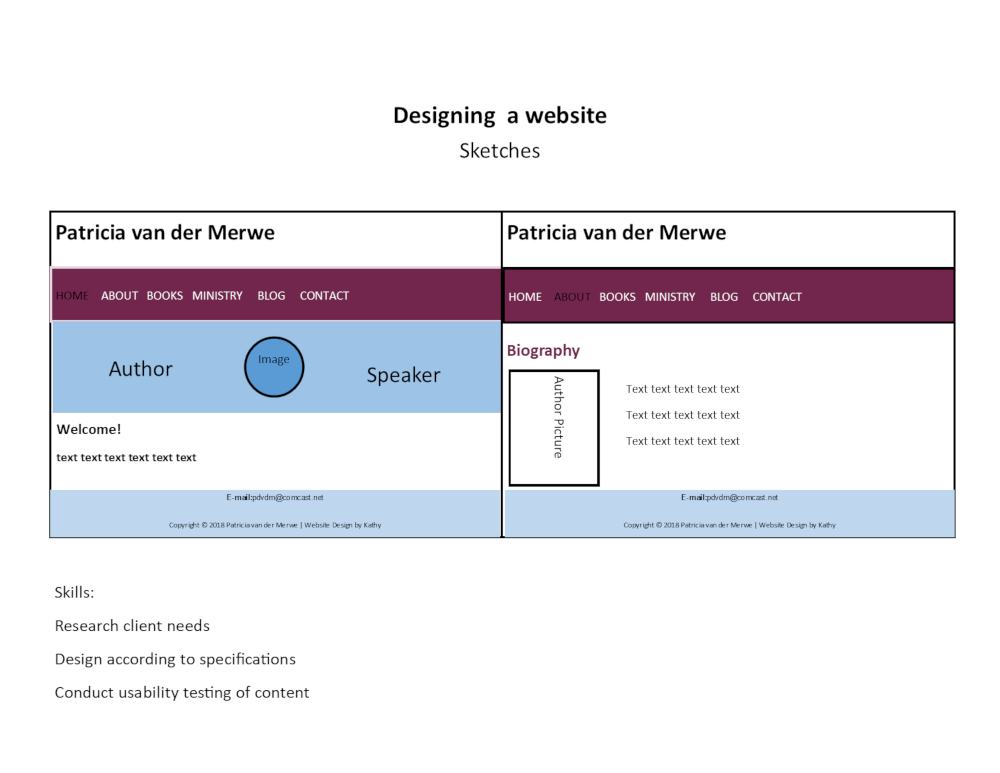 Designing  a website
Sketches
Patricia van der Merwe
HOME ABOUT BOOKS MINISTRY BLOG CONTACT
Author
Image
Speaker
Welcome!
text text text text text text
E-mail:pdvdm@comcast.net
Copyright © 2018 Patricia van der Merwe | Website Design by Kathy
Patricia van der Merwe
HOME ABOUT BOOKS MINISTRY BLOG CONTACT
Biography
Author Picture
Text text text text text
Text text text text text
Text text text text text
E-mail:pdvdm@comcast.net
Copyright © 2018 Patricia van der Merwe | Website Design by Kathy
Skills:
Research client needs
Design according to specifications
Conduct usability testing of content